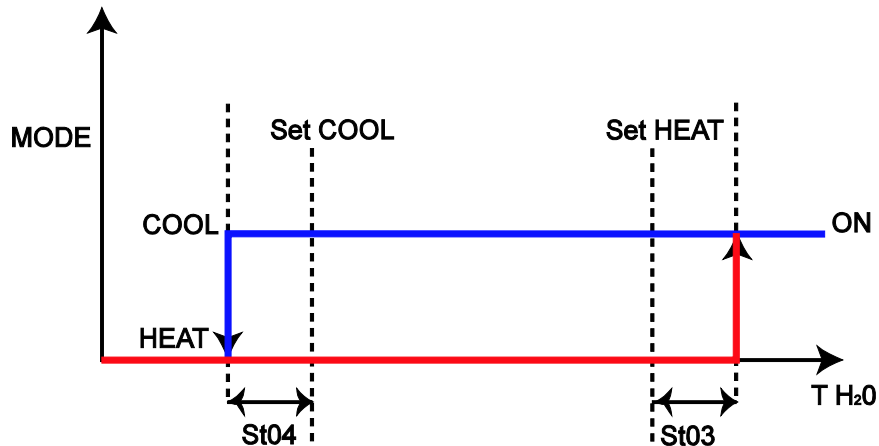 MODE
Set COOL
Set HEAT
COOL
ON
HEAT
T H₂0
St04
St03